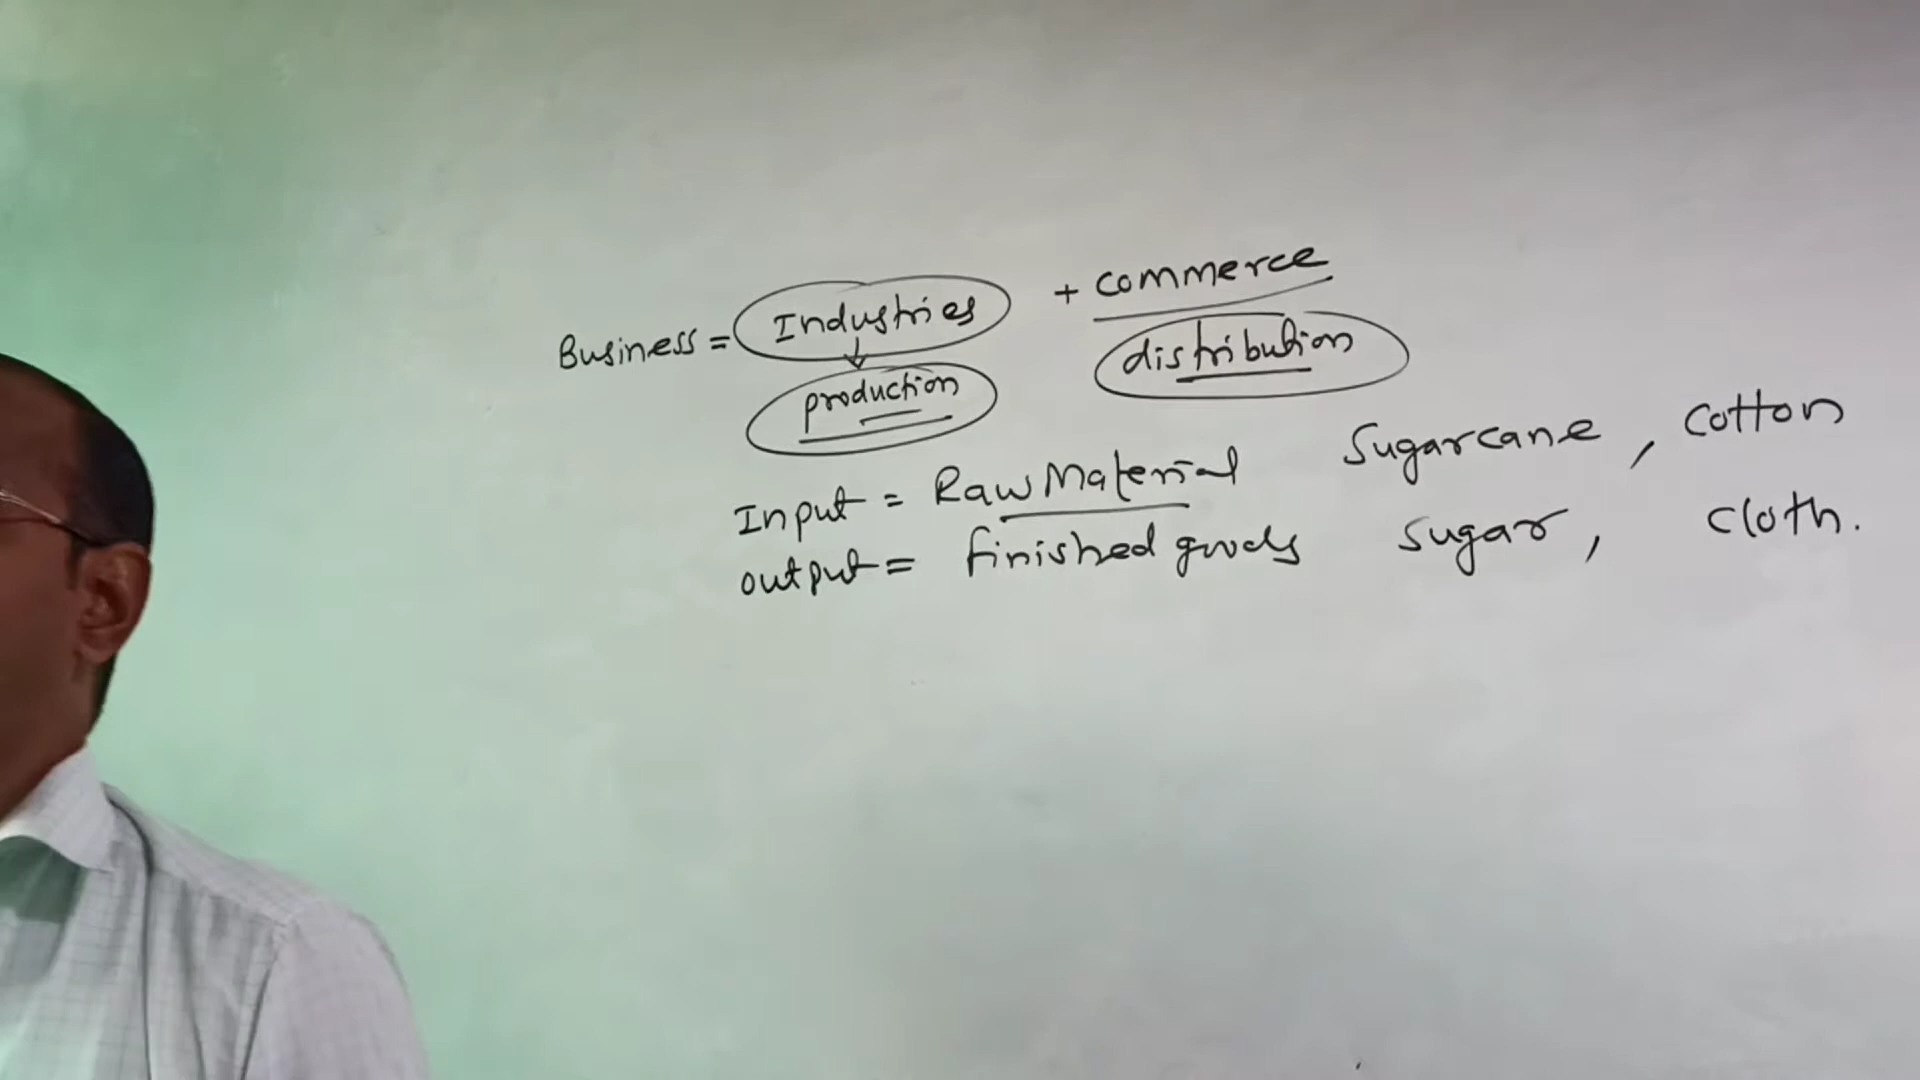 Business = Industries + commerce
production distribution
Input = Raw Material Sugarcane, cotton
output = finished goods sugar, cloth.